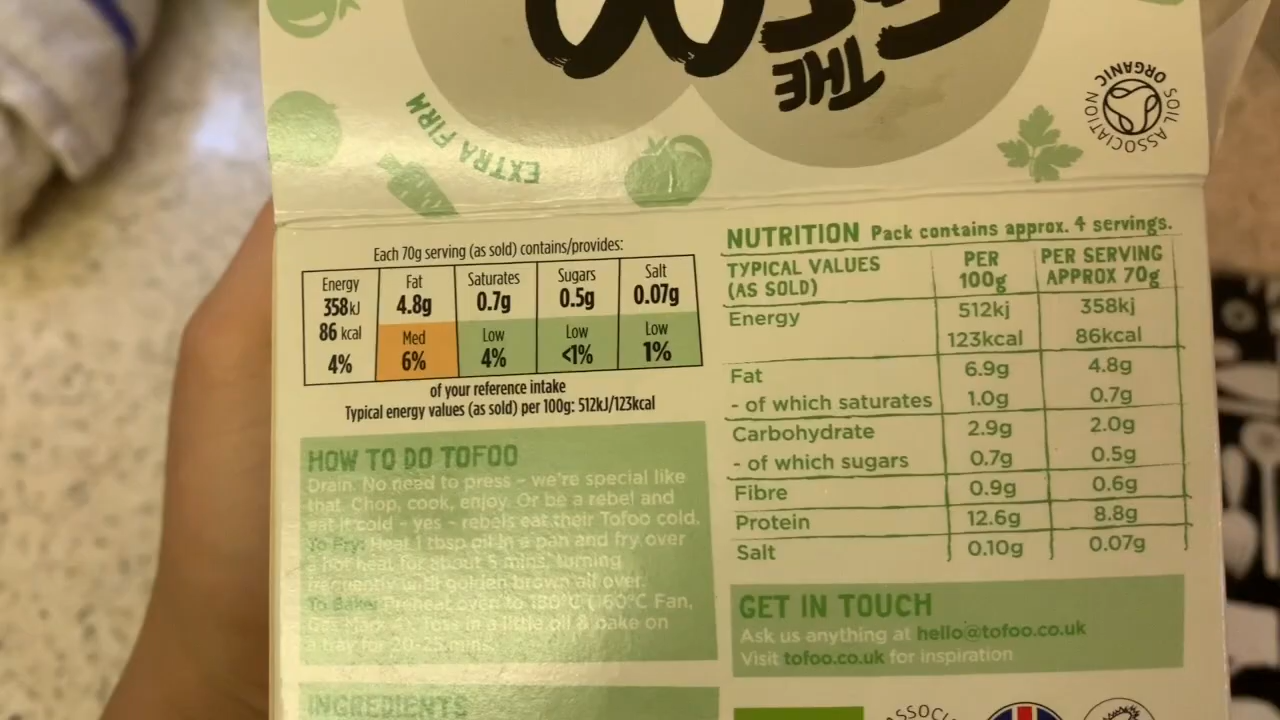 THE
TOFOO
EXTRA FIRM
SOIL ASSOCIATION ORGANIC
Each 70g serving (as sold) contains/provides:
Energy Fat Saturates Sugars Salt
358kJ 4.8g 0.7g 0.5g 0.07g
86 kcal Med Low Low Low
4% 6% 4% <1% 1%
of your reference intake
Typical energy values (as sold) per 100g: 512kJ/123kcal
HOW TO DO TOFOO
Drain. No need to press - we're special like
that. Chop, cook, enjoy. Or be a rebel and
eat it cold - yes - rebels eat their Tofoo cold.
To Fry: Heat 1 tbsp oil in a pan and fry over
a hot heat for about 5 mins, turning
frequently until golden brown all over.
To Bake: Preheat oven to 180°C (160°C Fan,
Gas Mark 4). Toss in a little oil & bake on
a tray for 20-25 mins.
INGREDIENTS
NUTRITION Pack contains approx. 4 servings.
TYPICAL VALUES PER PER SERVING
(AS SOLD) 100g APPROX 70g
Energy 512kj 358kj
123kcal 86kcal
Fat 6.9g 4.8g
- of which saturates 1.0g 0.7g
Carbohydrate 2.9g 2.0g
- of which sugars 0.7g 0.5g
Fibre 0.9g 0.6g
Protein 12.6g 8.8g
Salt 0.10g 0.07g
GET IN TOUCH
Ask us anything at hello@tofoo.co.uk
Visit tofoo.co.uk for inspiration